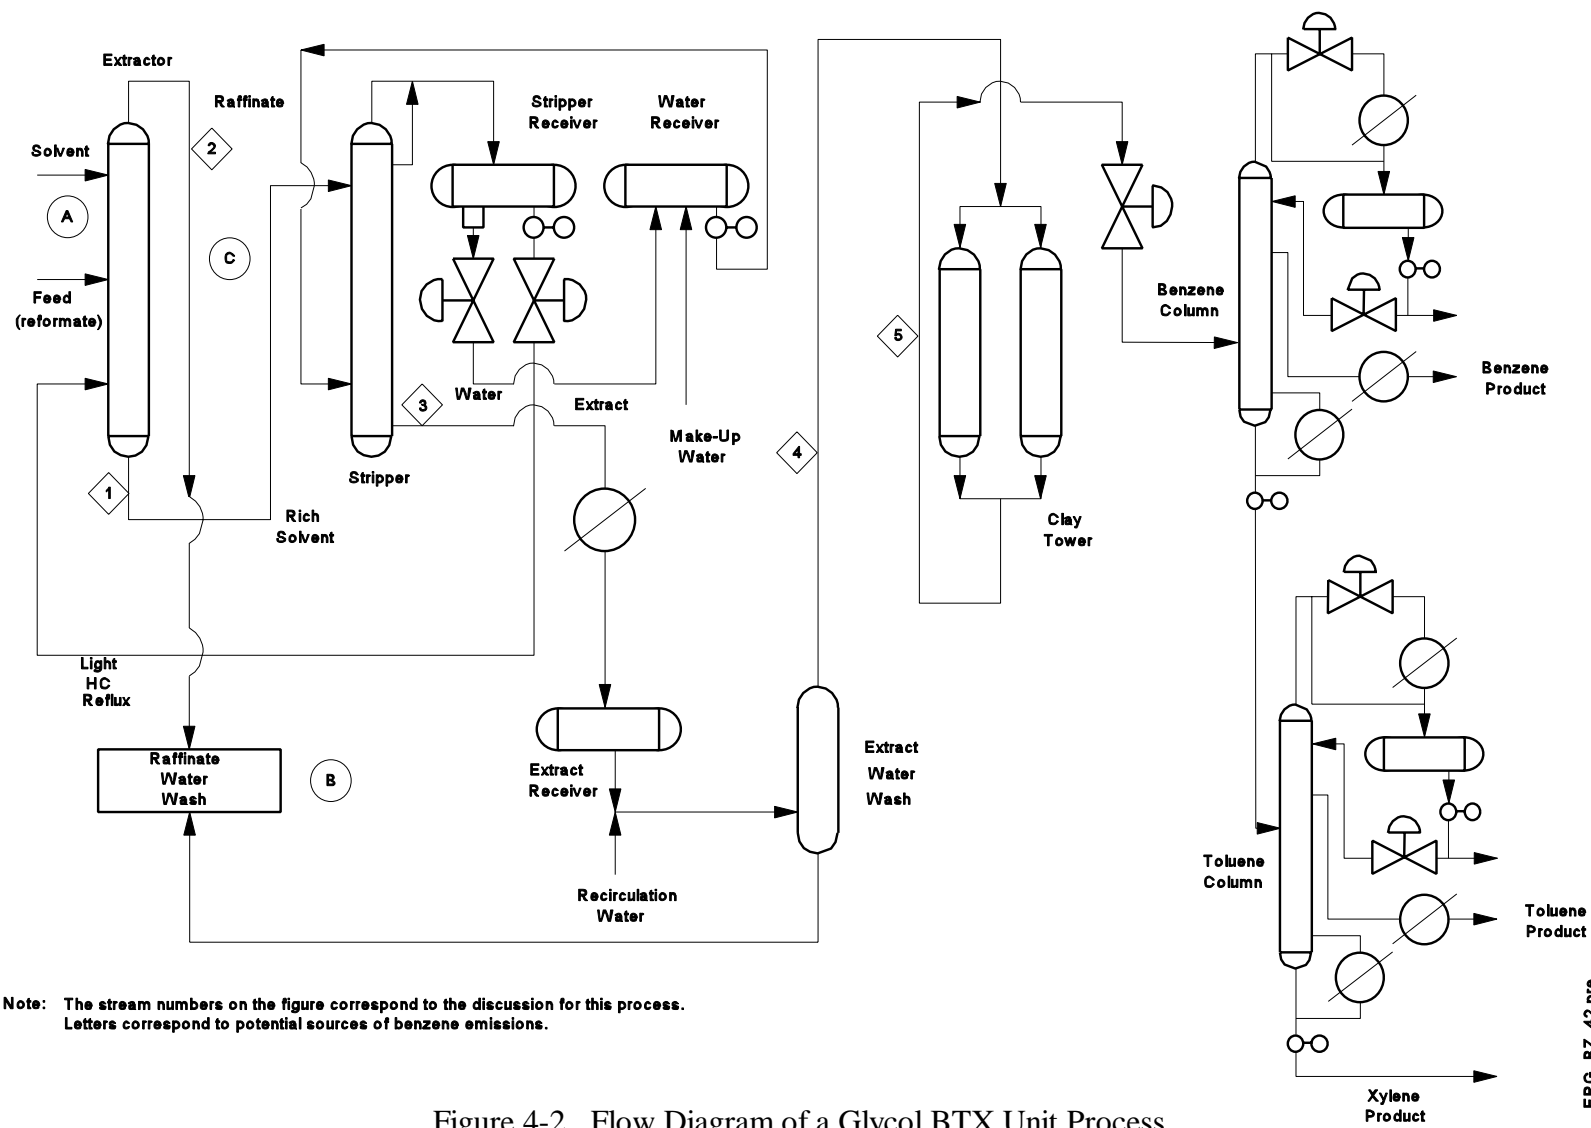 Extractor
Raffinate
Stripper
Receiver
Water
Receiver
Solvent
2
A
C
Feed
(reformate)
Benzene
Column
5
Benzene
Product
3
Water
Extract
Make-Up
Water
4
Stripper
1
Rich
Solvent
Clay
Tower
Light
HC
Reflux
Raffinate
Water
Wash
B
Extract
Receiver
Extract
Water
Wash
Recirculation
Water
Toluene
Column
Toluene
Product
Note: The stream numbers on the figure correspond to the discussion for this process.
Letters correspond to potential sources of benzene emissions.
Xylene
Product
Figure 4-2. Flow Diagram of a Glycol BTX Unit Process